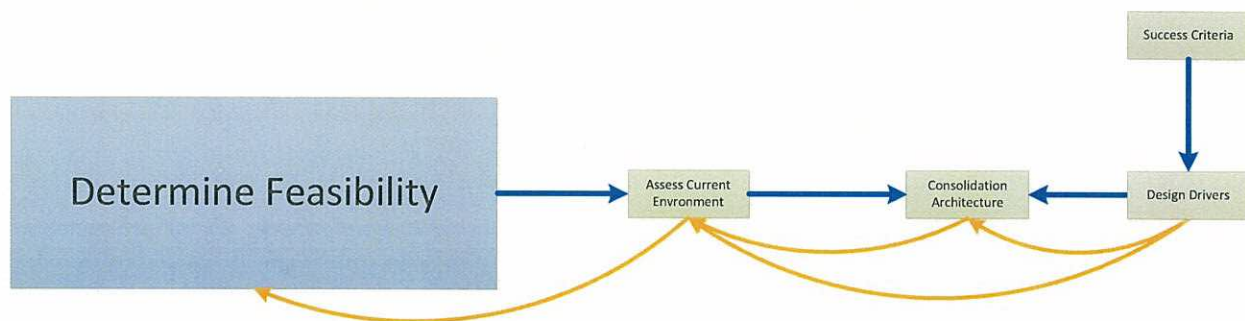 Success Criteria
Determine Feasibility
Assess Current
Envronment
Consolidation
Architecture
Design Drivers